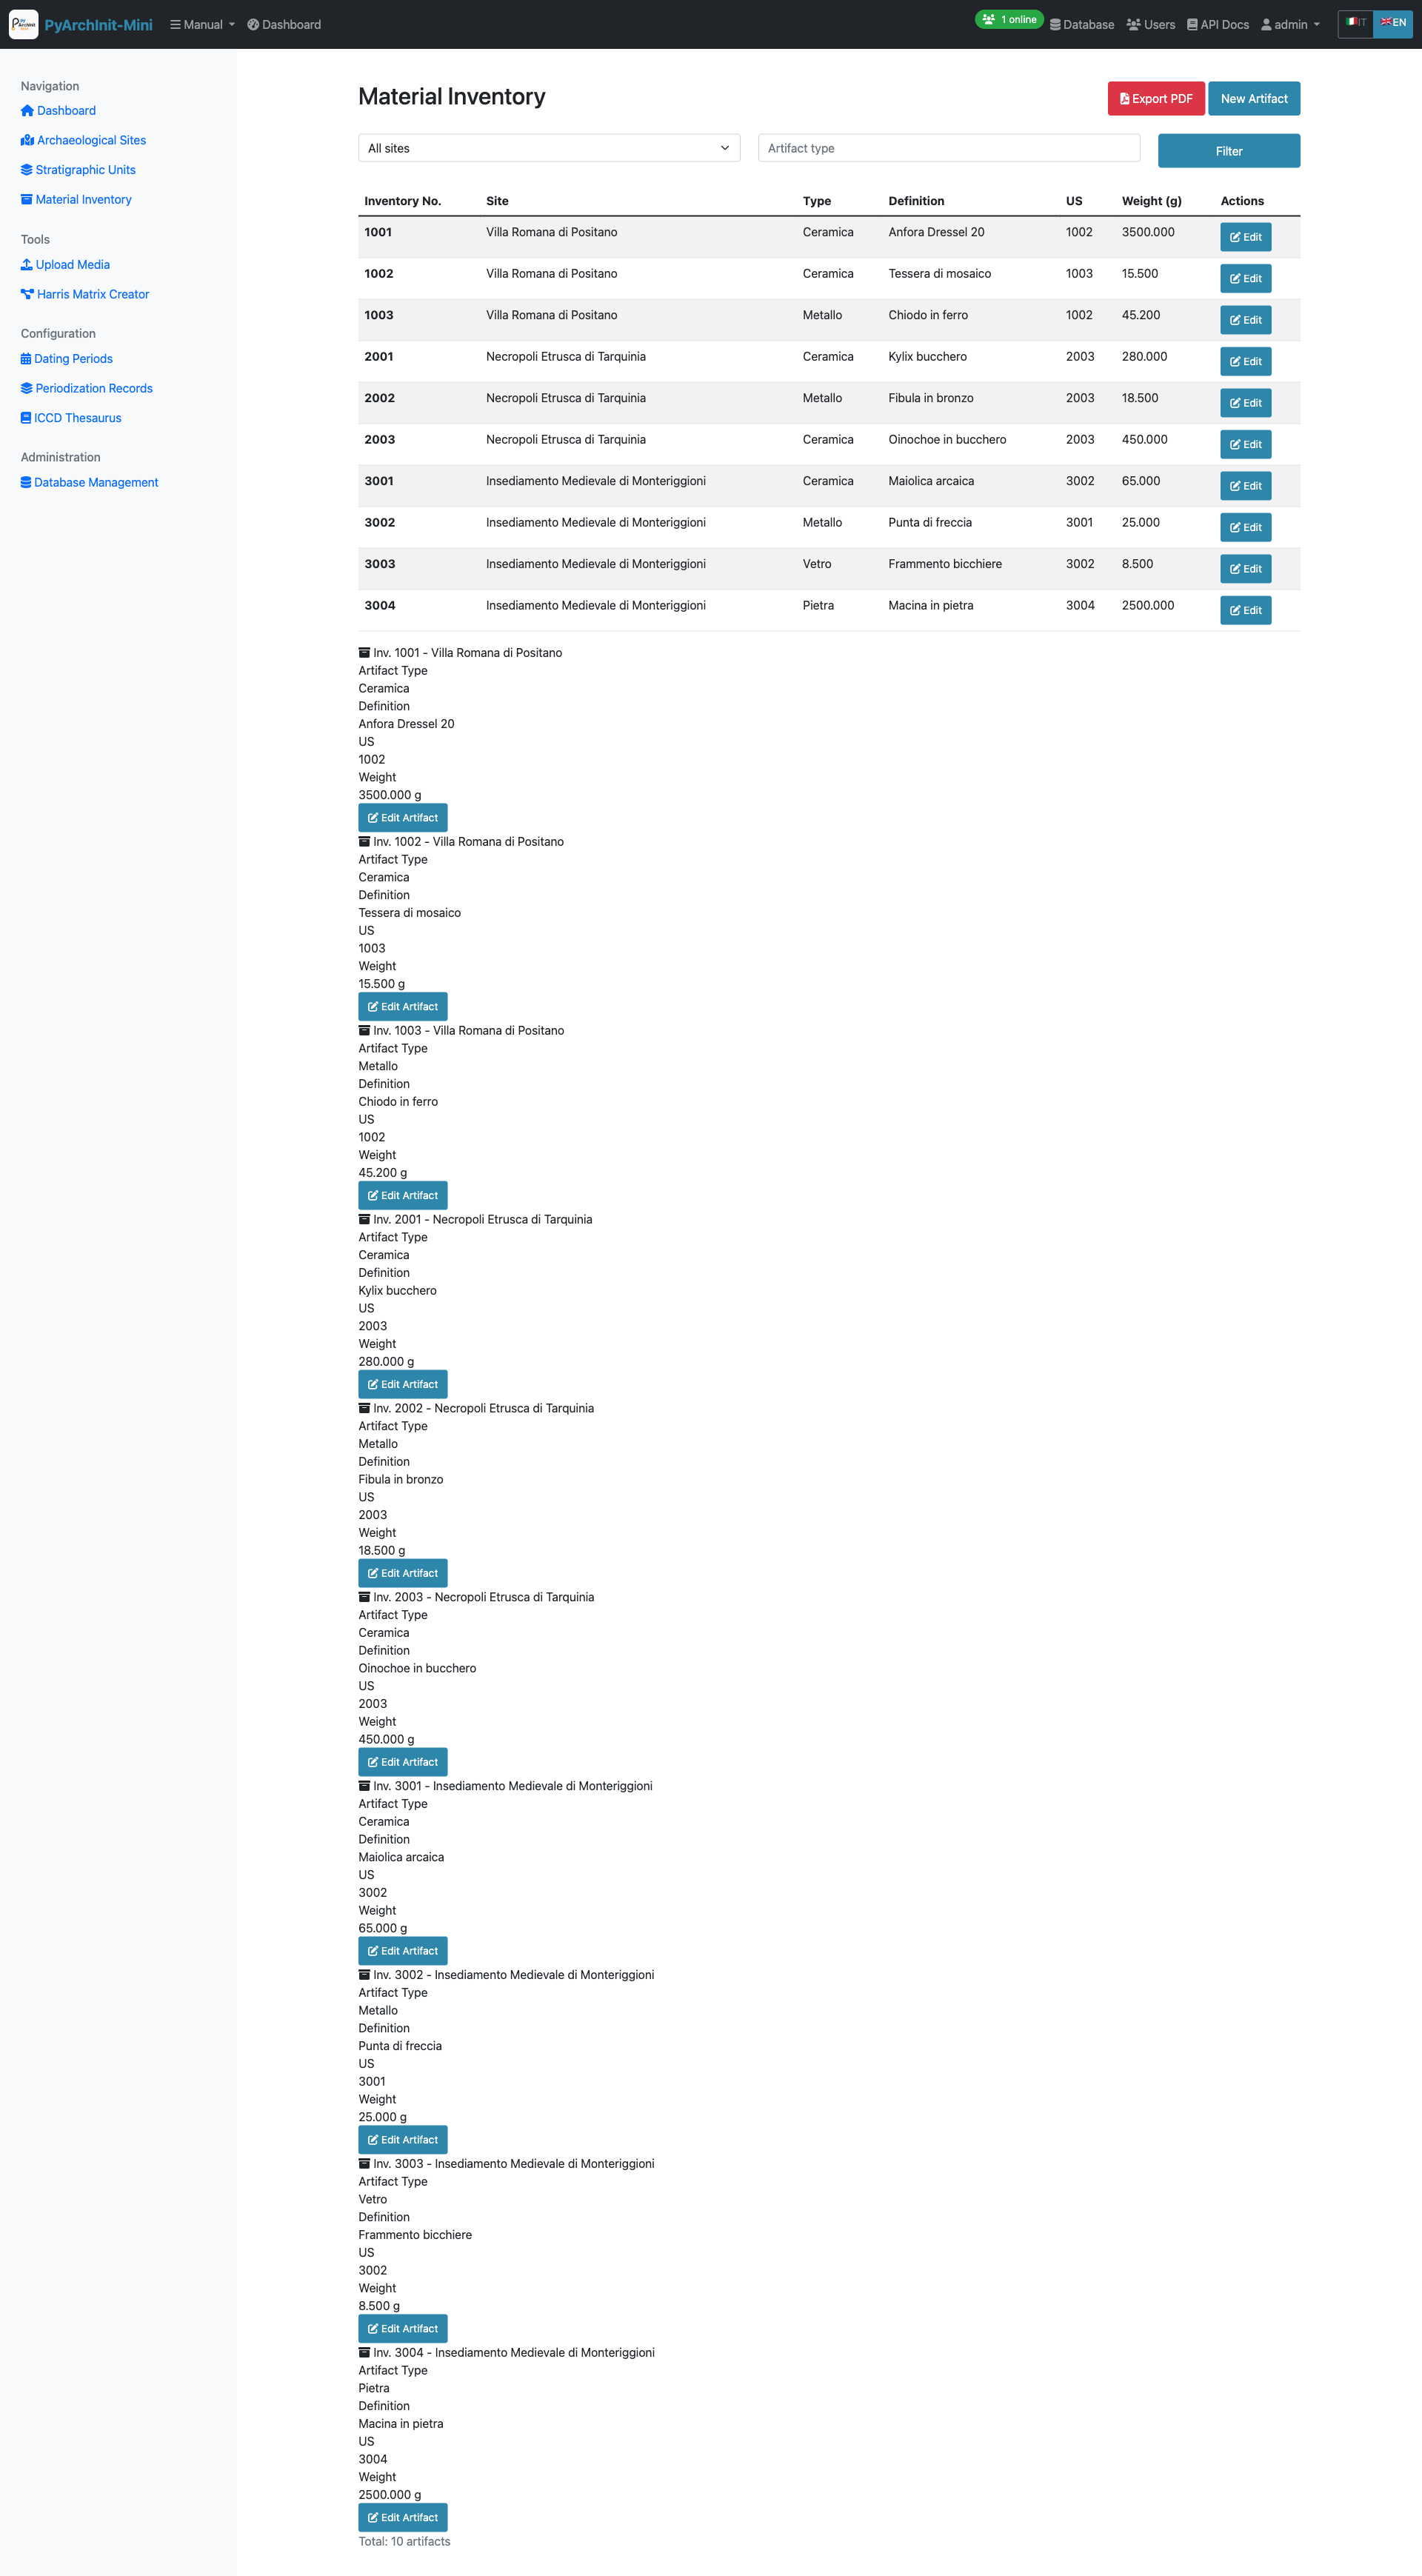 PyArchInit-Mini Manual Dashboard 1 online Database Users API Docs admin IT EN
Navigation
Dashboard
Archaeological Sites
Stratigraphic Units
Material Inventory
Tools
Upload Media
Harris Matrix Creator
Configuration
Dating Periods
Periodization Records
ICCD Thesaurus
Administration
Database Management
Material Inventory Export PDF New Artifact
All sites Artifact type Filter
Inventory No. Site Type Definition US Weight (g) Actions
1001 Villa Romana di Positano Ceramica Anfora Dressel 20 1002 3500.000 Edit
1002 Villa Romana di Positano Ceramica Tessera di mosaico 1003 15.500 Edit
1003 Villa Romana di Positano Metallo Chiodo in ferro 1002 45.200 Edit
2001 Necropoli Etrusca di Tarquinia Ceramica Kylix bucchero 2003 280.000 Edit
2002 Necropoli Etrusca di Tarquinia Metallo Fibula in bronzo 2003 18.500 Edit
2003 Necropoli Etrusca di Tarquinia Ceramica Oinochoe in bucchero 2003 450.000 Edit
3001 Insediamento Medievale di Monteriggioni Ceramica Maiolica arcaica 3002 65.000 Edit
3002 Insediamento Medievale di Monteriggioni Metallo Punta di freccia 3001 25.000 Edit
3003 Insediamento Medievale di Monteriggioni Vetro Frammento bicchiere 3002 8.500 Edit
3004 Insediamento Medievale di Monteriggioni Pietra Macina in pietra 3004 2500.000 Edit
Inv. 1001 - Villa Romana di Positano
Artifact Type
Ceramica
Definition
Anfora Dressel 20
US
1002
Weight
3500.000 g
Edit Artifact
Inv. 1002 - Villa Romana di Positano
Artifact Type
Ceramica
Definition
Tessera di mosaico
US
1003
Weight
15.500 g
Edit Artifact
Inv. 1003 - Villa Romana di Positano
Artifact Type
Metallo
Definition
Chiodo in ferro
US
1002
Weight
45.200 g
Edit Artifact
Inv. 2001 - Necropoli Etrusca di Tarquinia
Artifact Type
Ceramica
Definition
Kylix bucchero
US
2003
Weight
280.000 g
Edit Artifact
Inv. 2002 - Necropoli Etrusca di Tarquinia
Artifact Type
Metallo
Definition
Fibula in bronzo
US
2003
Weight
18.500 g
Edit Artifact
Inv. 2003 - Necropoli Etrusca di Tarquinia
Artifact Type
Ceramica
Definition
Oinochoe in bucchero
US
2003
Weight
450.000 g
Edit Artifact
Inv. 3001 - Insediamento Medievale di Monteriggioni
Artifact Type
Ceramica
Definition
Maiolica arcaica
US
3002
Weight
65.000 g
Edit Artifact
Inv. 3002 - Insediamento Medievale di Monteriggioni
Artifact Type
Metallo
Definition
Punta di freccia
US
3001
Weight
25.000 g
Edit Artifact
Inv. 3003 - Insediamento Medievale di Monteriggioni
Artifact Type
Vetro
Definition
Frammento bicchiere
US
3002
Weight
8.500 g
Edit Artifact
Inv. 3004 - Insediamento Medievale di Monteriggioni
Artifact Type
Pietra
Definition
Macina in pietra
US
3004
Weight
2500.000 g
Edit Artifact
Total: 10 artifacts